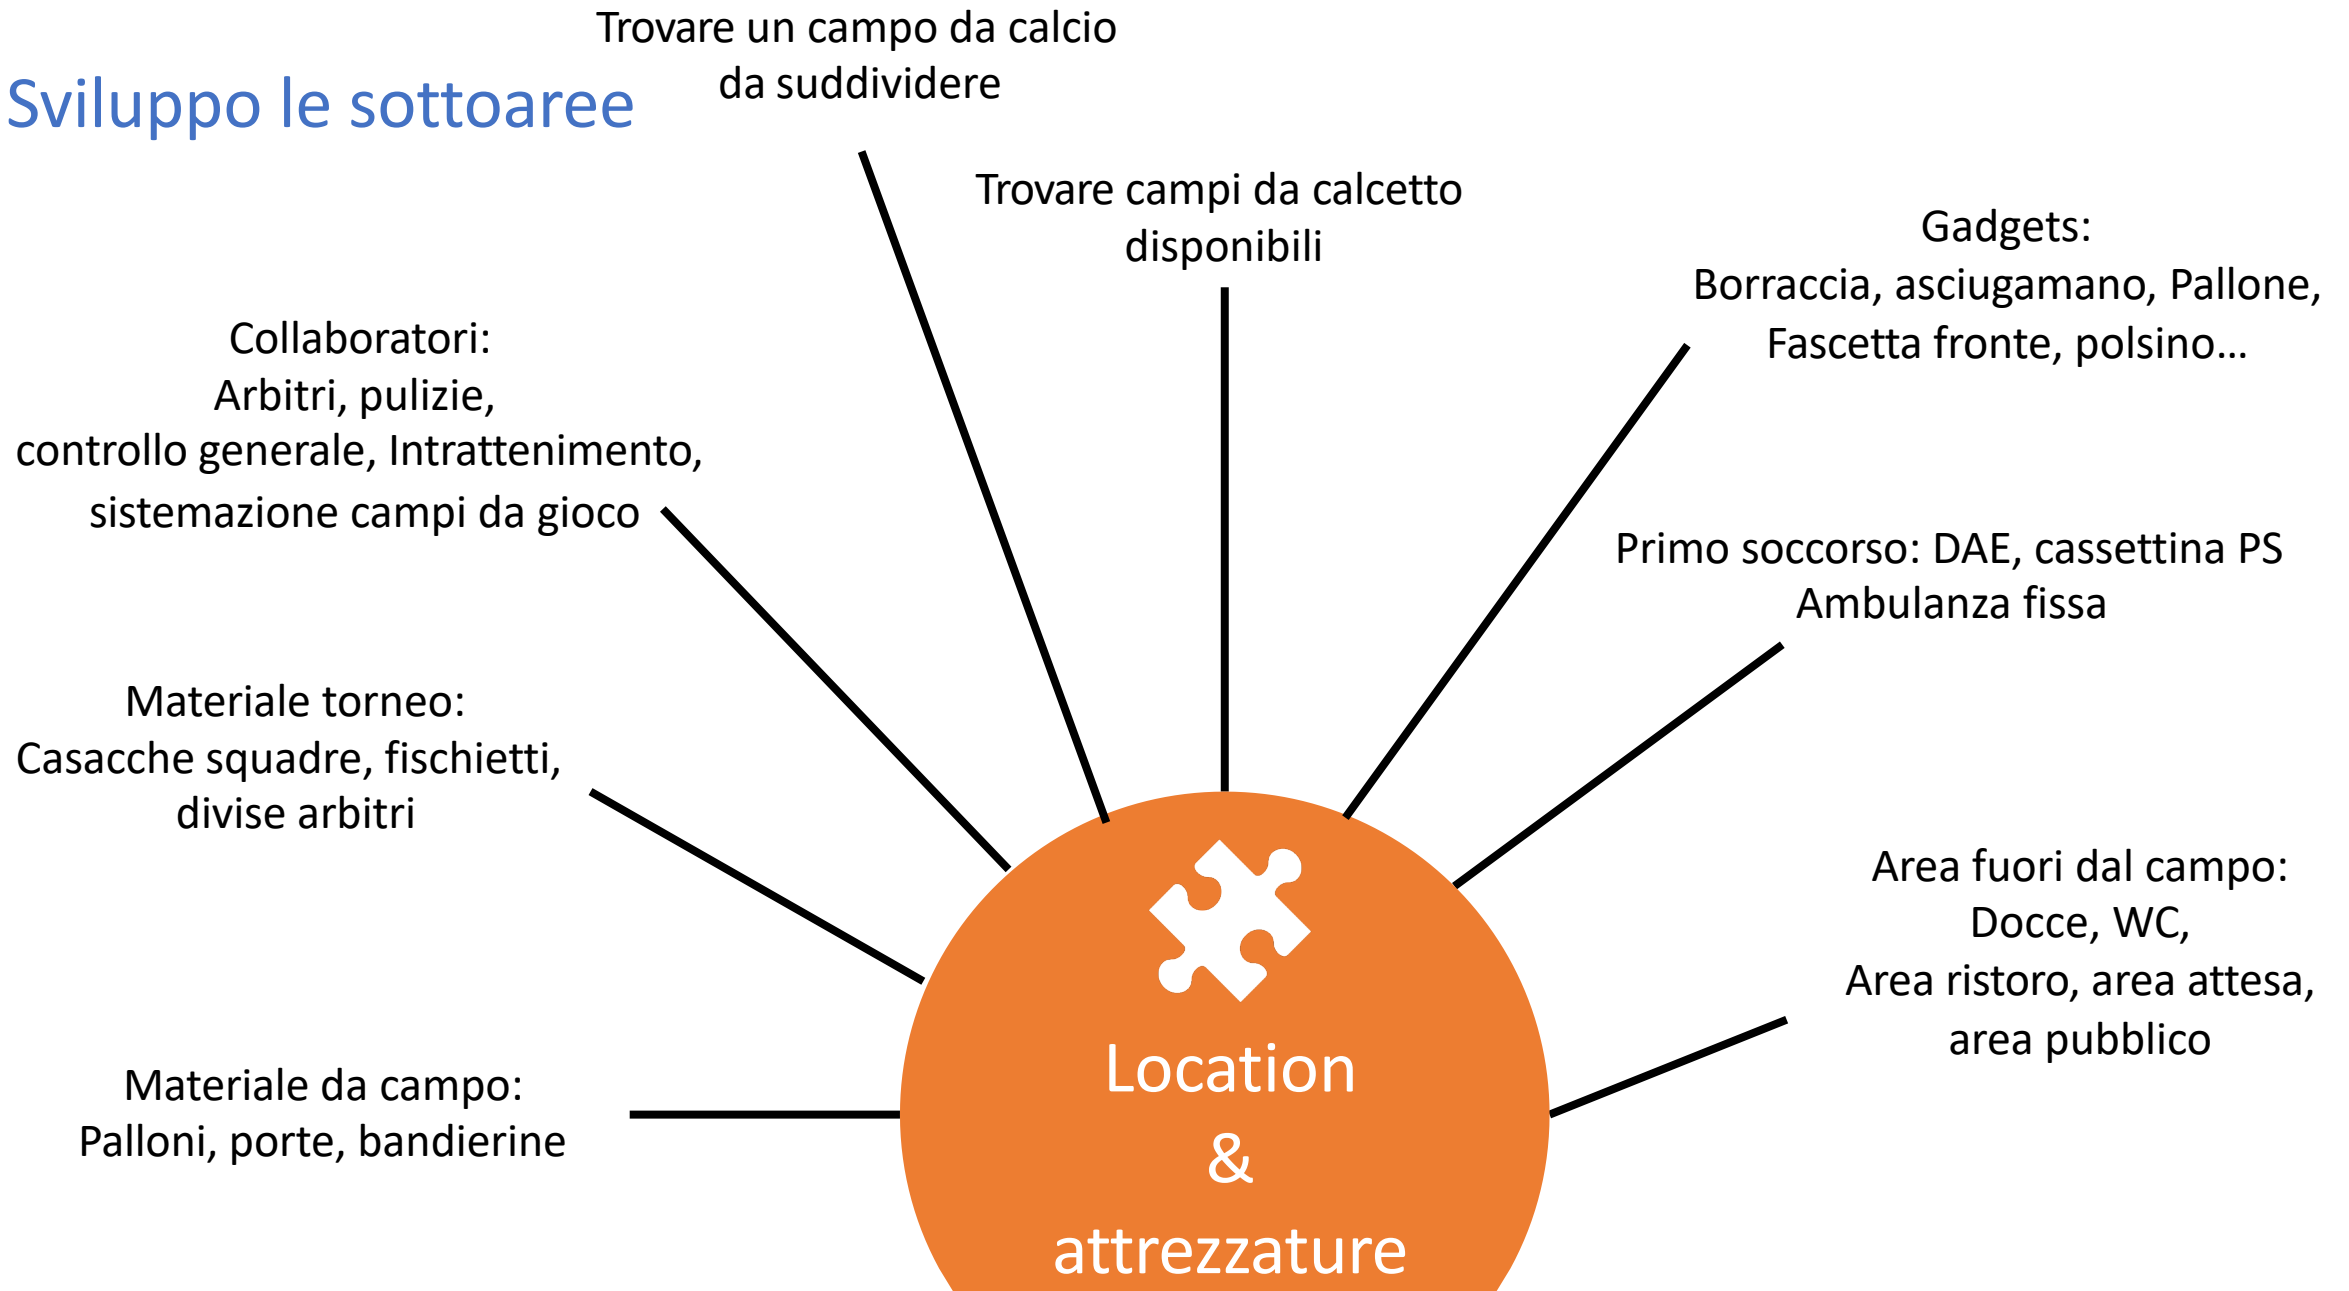 Sviluppo le sottoaree
Trovare un campo da calcio
da suddividere
Trovare campi da calcetto
disponibili
Gadgets:
Borraccia, asciugamano, Pallone,
Fascetta fronte, polsino...
Collaboratori:
Arbitri, pulizie,
controllo generale, Intrattenimento,
sistemazione campi da gioco
Primo soccorso: DAE, cassettina PS
Ambulanza fissa
Materiale torneo:
Casacche squadre, fischietti,
divise arbitri
Area fuori dal campo:
Docce, WC,
Area ristoro, area attesa,
area pubblico
Materiale da campo:
Palloni, porte, bandierine
Location
&
attrezzature